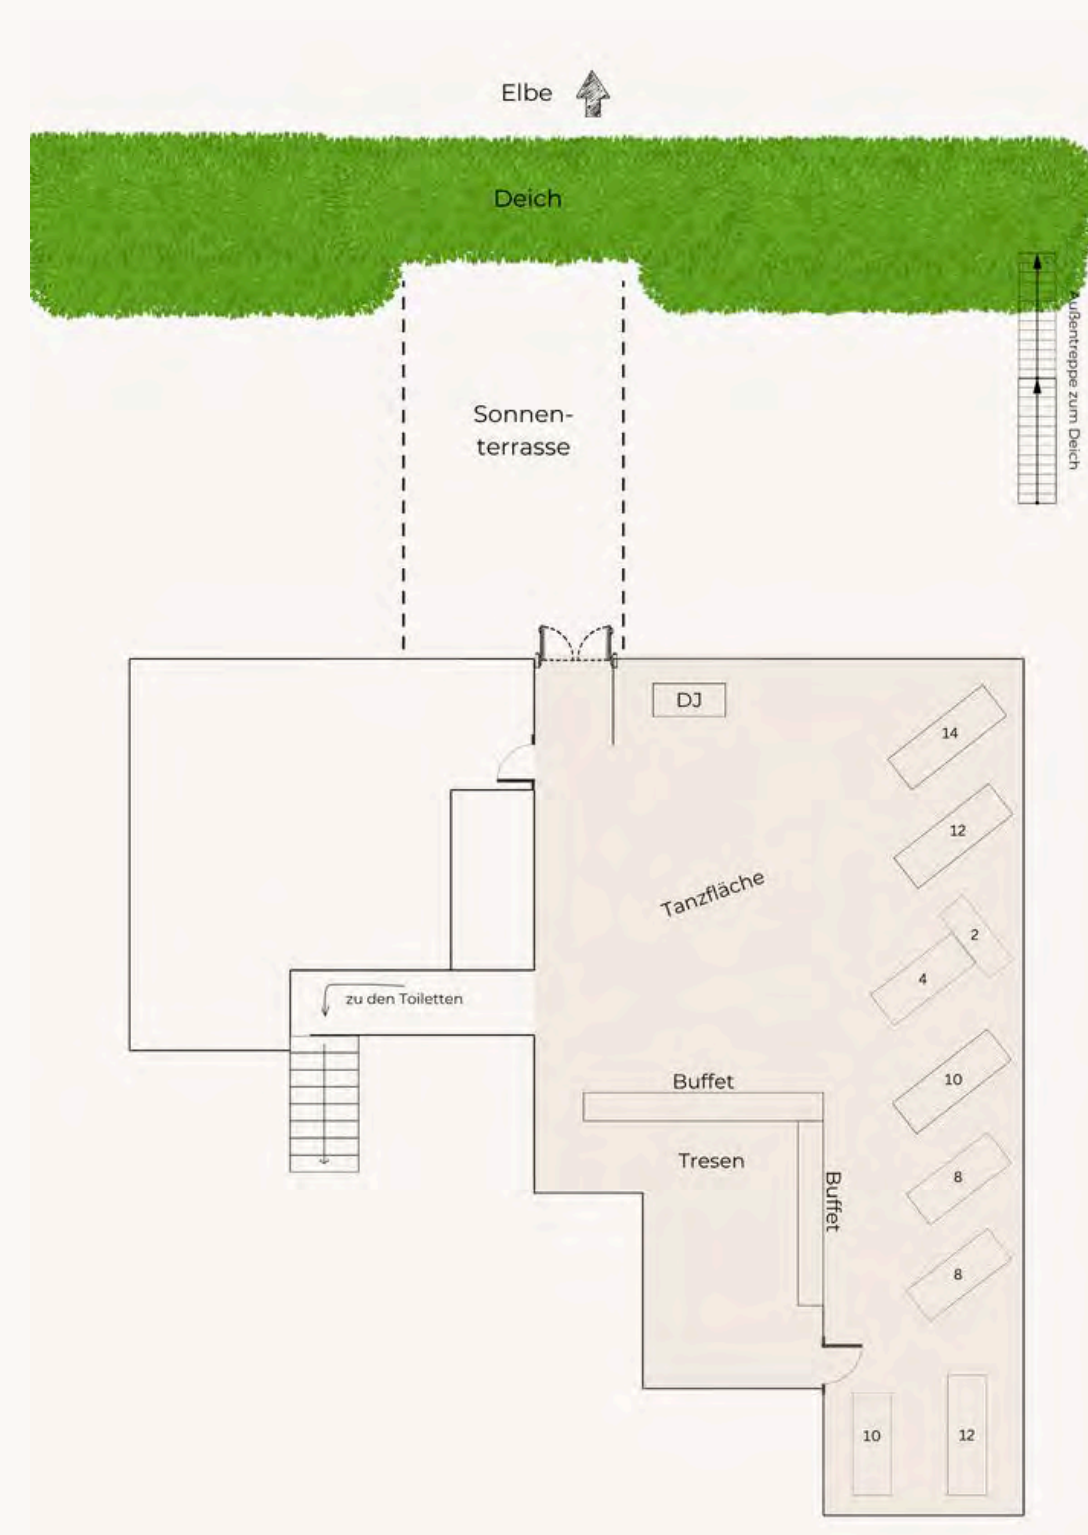 Elbe
Deich
Außentreppe zum Deich
Sonnen-
terrasse
DJ
14
12
Tanzfläche
2
4
zu den Toiletten
Buffet
10
Tresen
Buffet
8
8
10
12